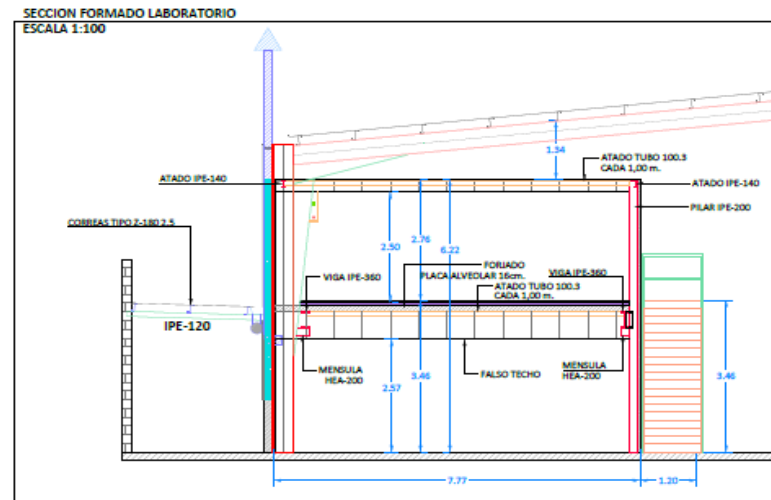 SECCION FORMADO LABORATORIO
ESCALA 1:100
1.34
ATADO TUBO 100.3
CADA 1,00 m.
ATADO IPE-140
ATADO IPE-140
PILAR IPE-200
CORREAS TIPO Z-180 2.5
2.50
2.76
6.22
VIGA IPE-360
FORJADO
PLACA ALVEOLAR 16cm.
VIGA IPE-360
ATADO TUBO 100.3
CADA 1,00 m.
IPE-120
MENSULA
HEA-200
2.57
3.46
FALSO TECHO
MENSULA
HEA-200
3.46
7.77
1.20